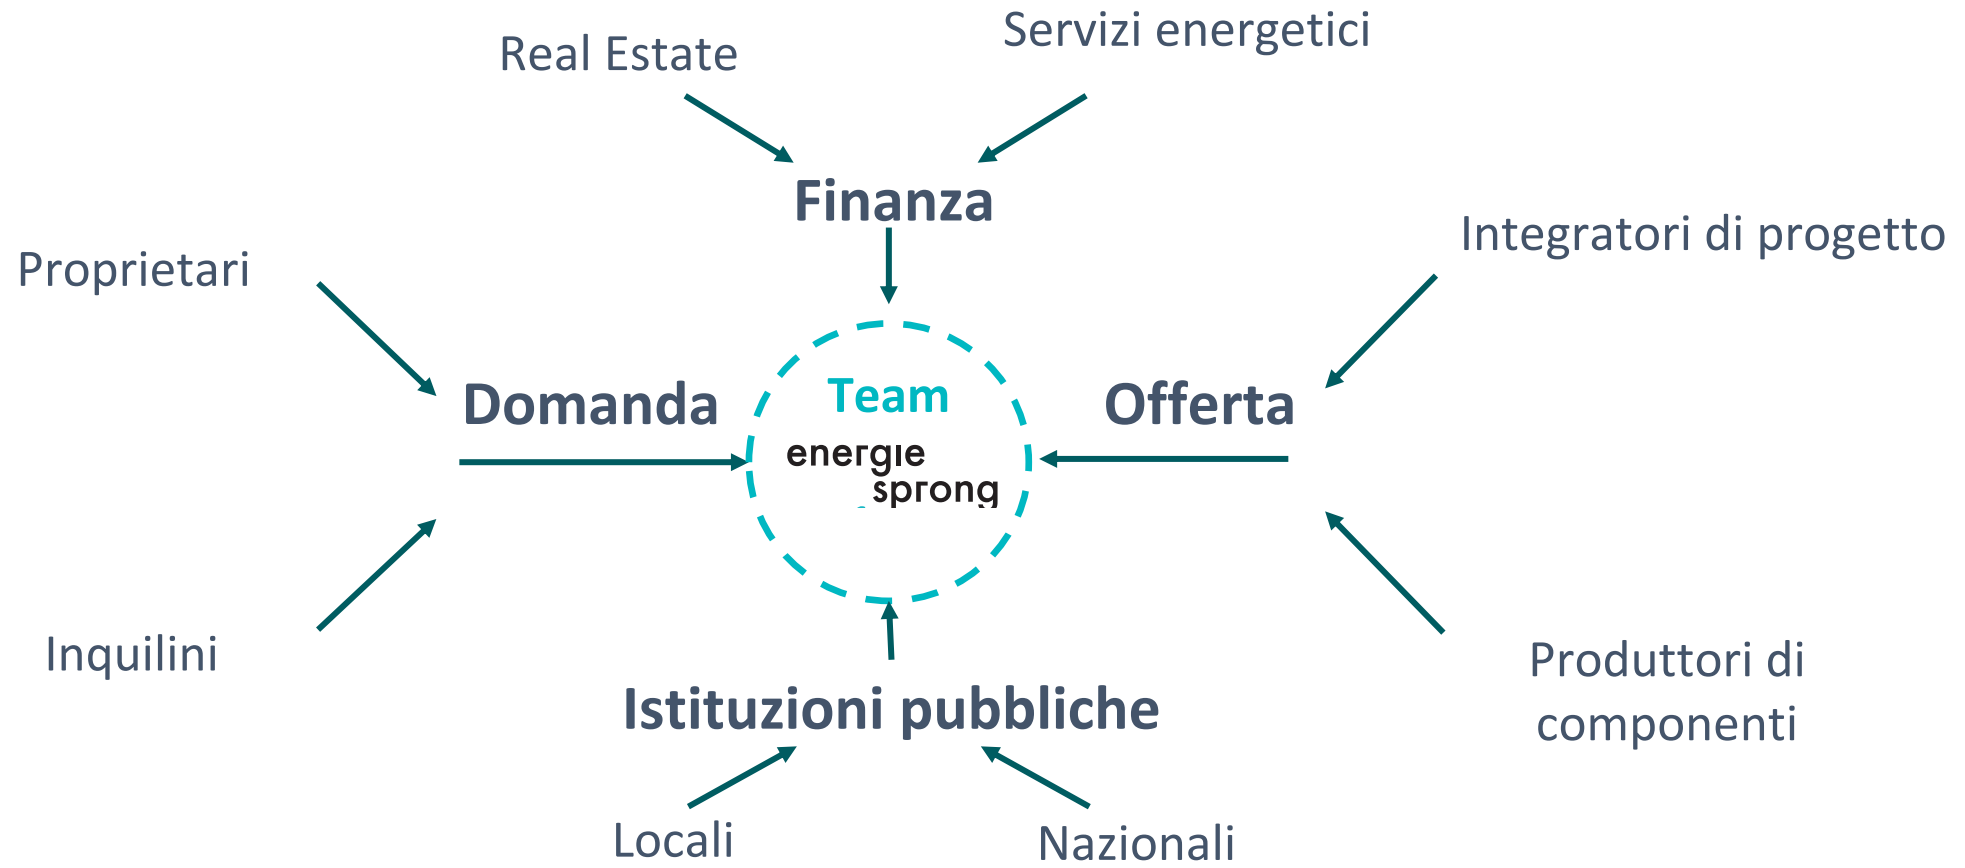 Real Estate
Servizi energetici
Finanza
Integratori di progetto
Proprietari
Domanda
Team
energie
sprong
Offerta
Inquilini
Produttori di
componenti
Istituzioni pubbliche
Locali
Nazionali